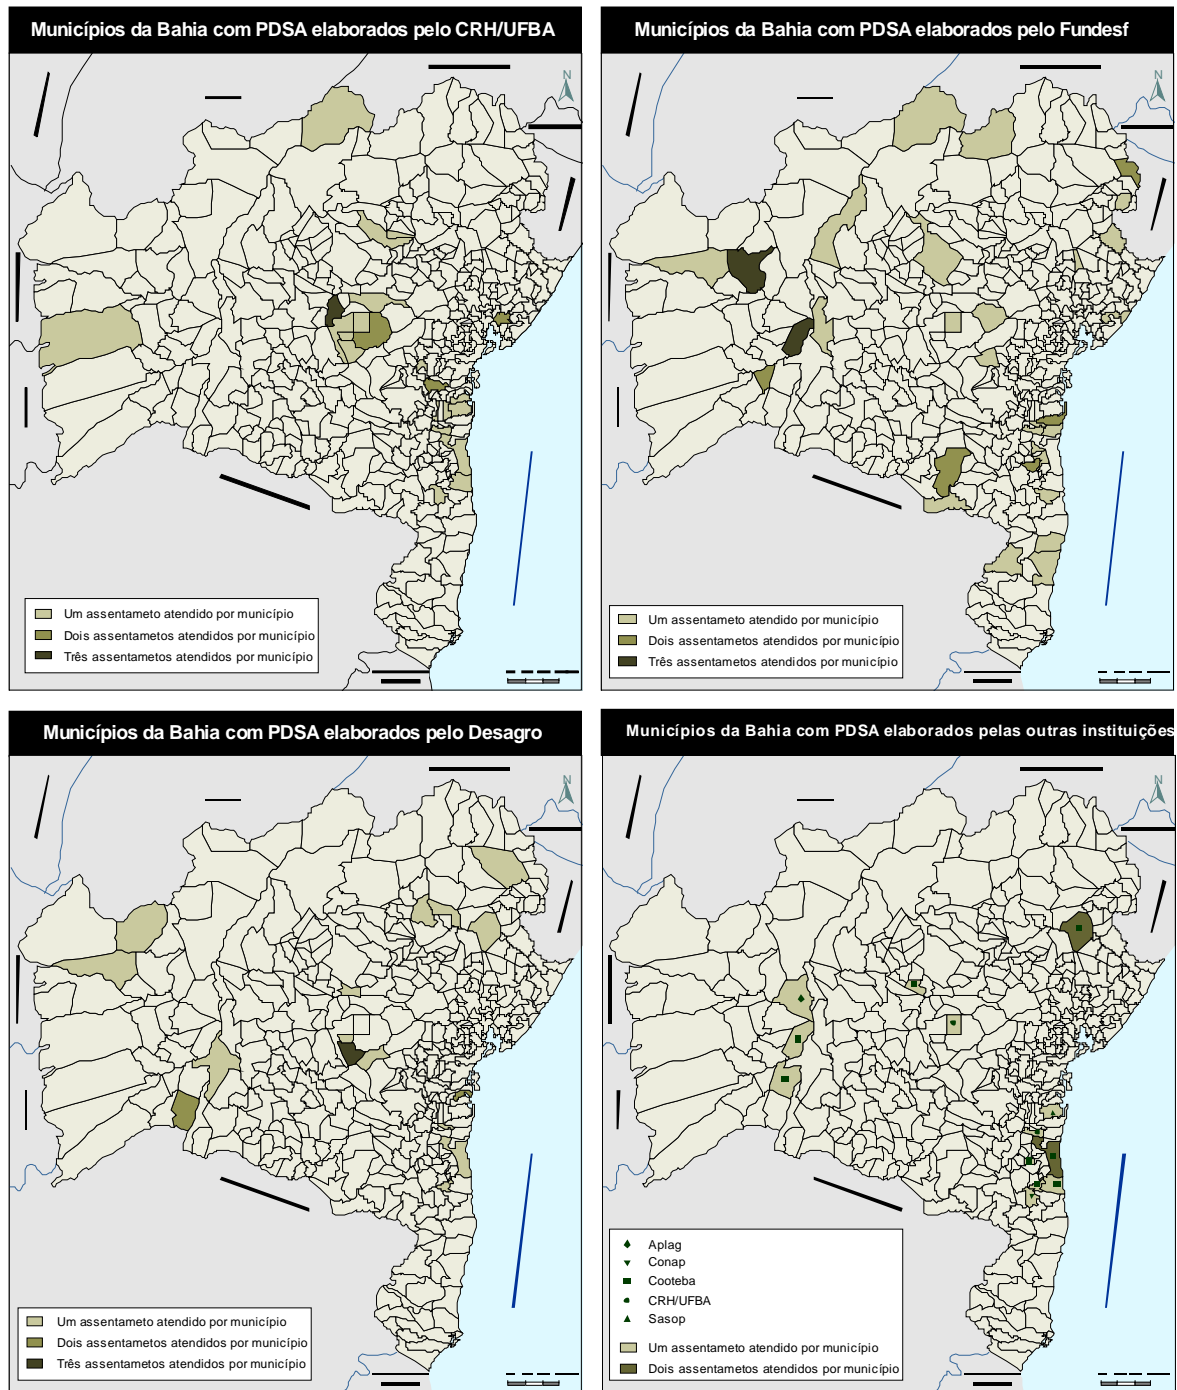 Municípios da Bahia com PDSA elaborados pelo CRH/UFBA
N
Um assentameto atendido por município
Dois assentametos atendidos por município
Três assentametos atendidos por município
Municípios da Bahia com PDSA elaborados pelo Fundesf
N
Um assentameto atendido por município
Dois assentametos atendidos por município
Três assentametos atendidos por município
Municípios da Bahia com PDSA elaborados pelo Desagro
N
Um assentameto atendido por município
Dois assentametos atendidos por município
Três assentametos atendidos por município
Municípios da Bahia com PDSA elaborados pelas outras instituições
N
Aplag
Conap
Cooteba
CRH/UFBA
Sasop
Um assentameto atendido por município
Dois assentametos atendidos por município